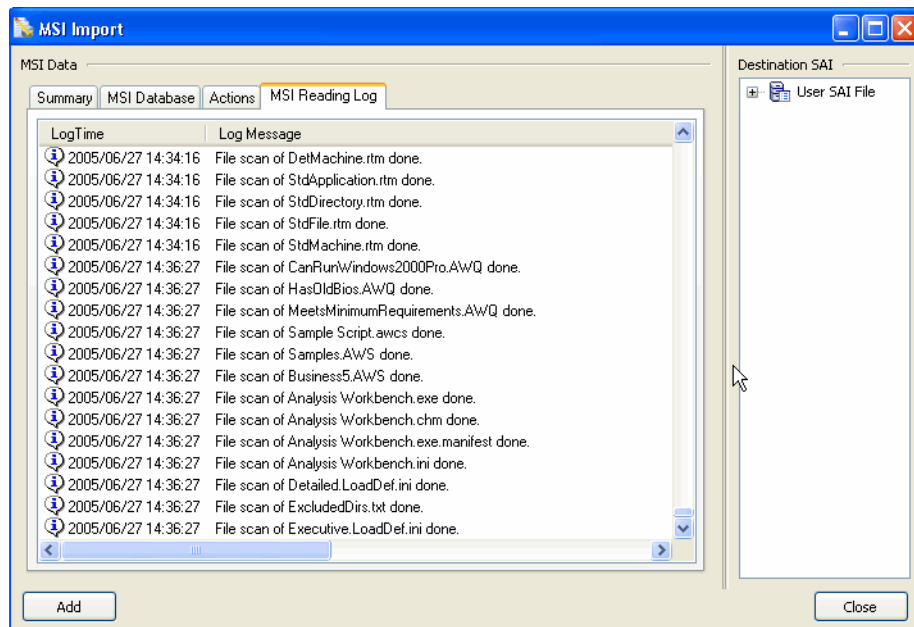 MSI Import
MSI Data
Destination SAI
Summary MSI Database Actions MSI Reading Log
User SAI File
LogTime Log Message
2005/06/27 14:34:16 File scan of DetMachine.rtm done.
2005/06/27 14:34:16 File scan of StdApplication.rtm done.
2005/06/27 14:34:16 File scan of StdDirectory.rtm done.
2005/06/27 14:34:16 File scan of StdFile.rtm done.
2005/06/27 14:34:16 File scan of StdMachine.rtm done.
2005/06/27 14:36:27 File scan of CanRunWindows2000Pro.AWQ done.
2005/06/27 14:36:27 File scan of HasOldBios.AWQ done.
2005/06/27 14:36:27 File scan of MeetsMinimumRequirements.AWQ done.
2005/06/27 14:36:27 File scan of Sample Script.awcs done.
2005/06/27 14:36:27 File scan of Samples.AWS done.
2005/06/27 14:36:27 File scan of Business5.AWS done.
2005/06/27 14:36:27 File scan of Analysis Workbench.exe done.
2005/06/27 14:36:27 File scan of Analysis Workbench.chm done.
2005/06/27 14:36:27 File scan of Analysis Workbench.exe.manifest done.
2005/06/27 14:36:27 File scan of Analysis Workbench.ini done.
2005/06/27 14:36:27 File scan of Detailed.LoadDef.ini done.
2005/06/27 14:36:27 File scan of ExcludedDirs.txt done.
2005/06/27 14:36:27 File scan of Executive.LoadDef.ini done.
Add
Close